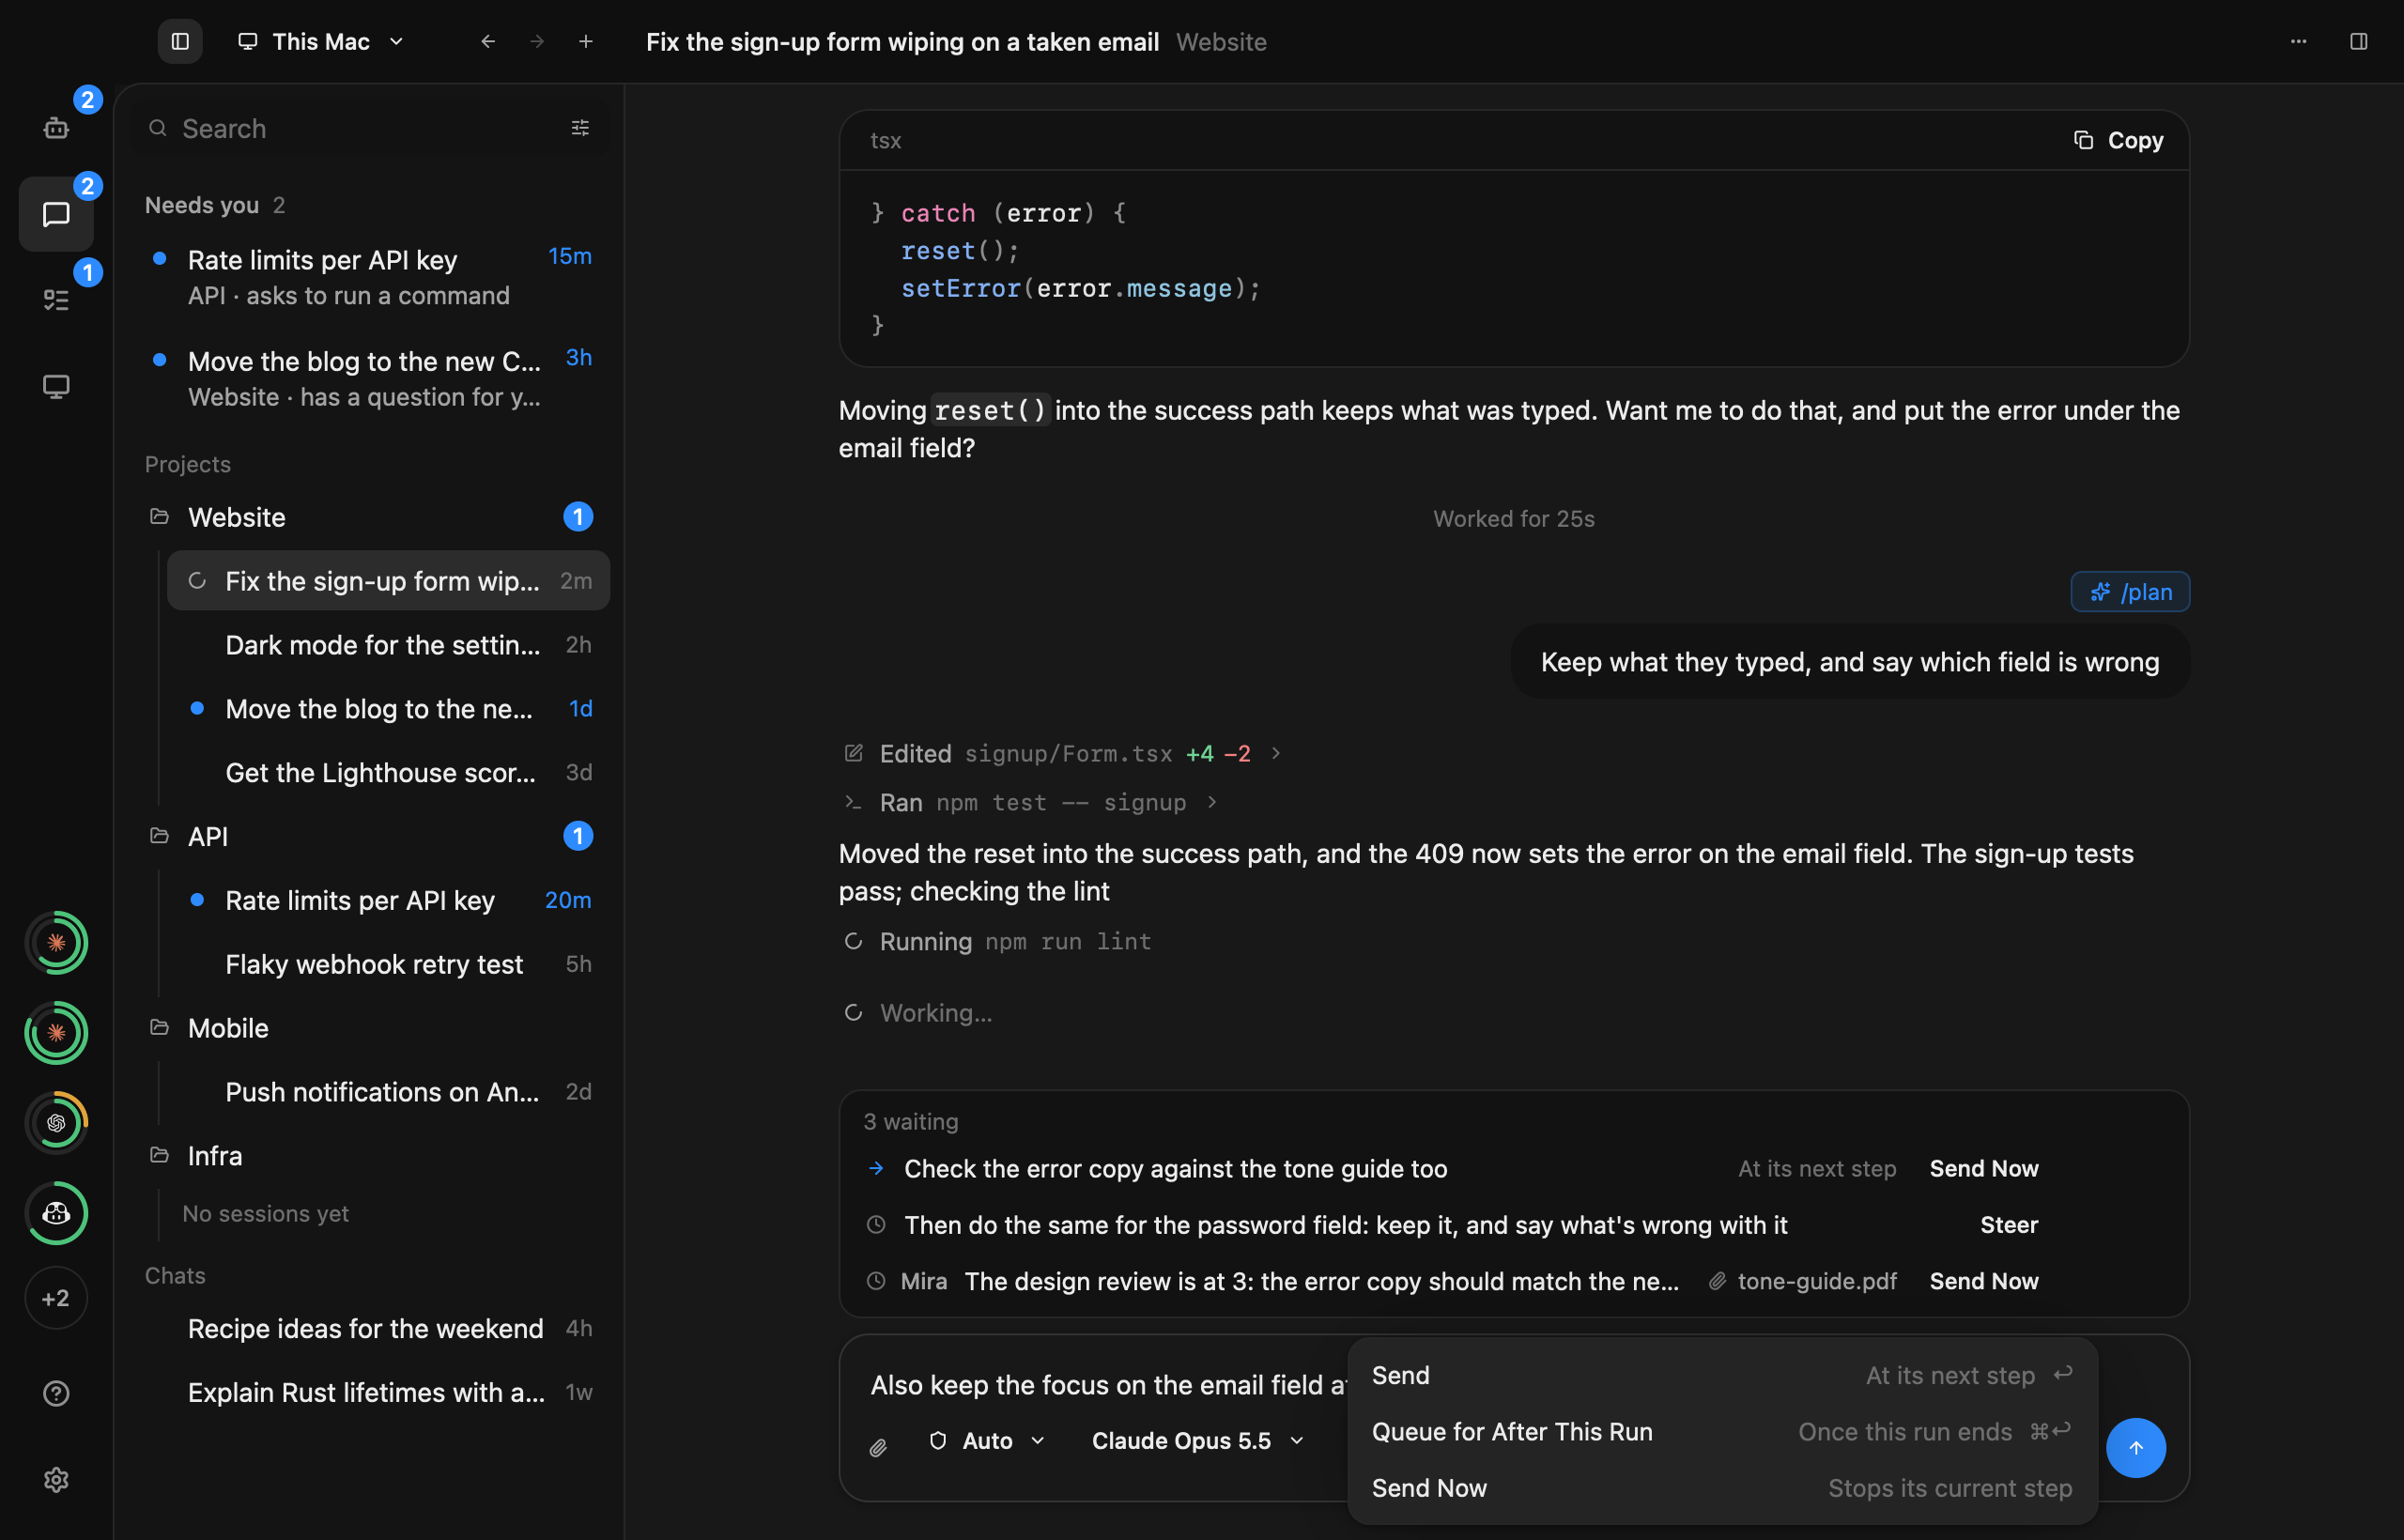 This Mac
Fix the sign-up form wiping on a taken email Website
2
2
1
+2
Search
Needs you 2
Rate limits per API key 15m
API · asks to run a command
Move the blog to the new C... 3h
Website · has a question for y...
Projects
Website 1
Fix the sign-up form wip... 2m
Dark mode for the settin... 2h
Move the blog to the ne... 1d
Get the Lighthouse scor... 3d
API 1
Rate limits per API key 20m
Flaky webhook retry test 5h
Mobile
Push notifications on An... 2d
Infra
No sessions yet
Chats
Recipe ideas for the weekend 4h
Explain Rust lifetimes with a... 1w
tsx Copy
} catch (error) {
reset();
setError(error.message);
}
Moving reset() into the success path keeps what was typed. Want me to do that, and put the error under the
email field?
Worked for 25s
/plan
Keep what they typed, and say which field is wrong
Edited signup/Form.tsx +4 −2
Ran npm test -- signup
Moved the reset into the success path, and the 409 now sets the error on the email field. The sign-up tests
pass; checking the lint
Running npm run lint
Working...
3 waiting
Check the error copy against the tone guide too At its next step Send Now
Then do the same for the password field: keep it, and say what's wrong with it Steer
Mira The design review is at 3: the error copy should match the ne... tone-guide.pdf Send Now
Also keep the focus on the email field
Auto Claude Opus 5.5
Send At its next step ↩
Queue for After This Run Once this run ends ⌘↩
Send Now Stops its current step